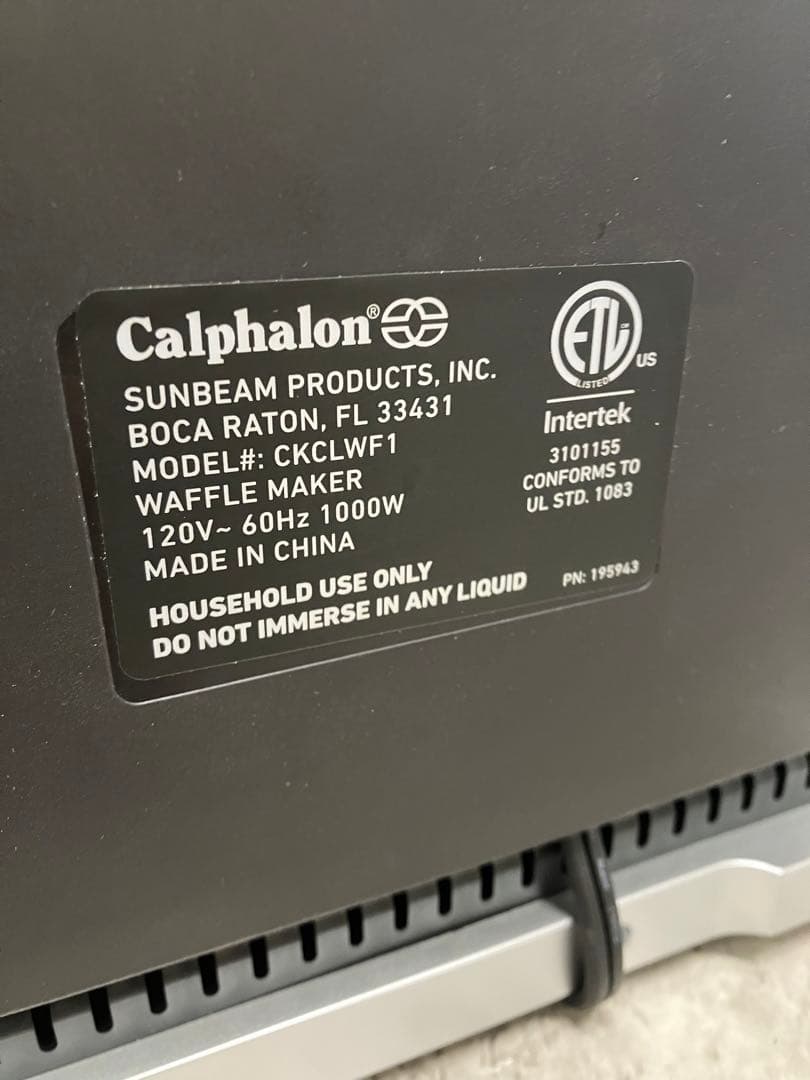 Calphalon®
SUNBEAM PRODUCTS, INC.
BOCA RATON, FL 33431
MODEL#: CKCLWF1
WAFFLE MAKER
120V~ 60Hz 1000W
MADE IN CHINA
HOUSEHOLD USE ONLY
DO NOT IMMERSE IN ANY LIQUID
ETL
LISTED
US
Intertek
3101155
CONFORMS TO
UL STD. 1083
PN: 195943